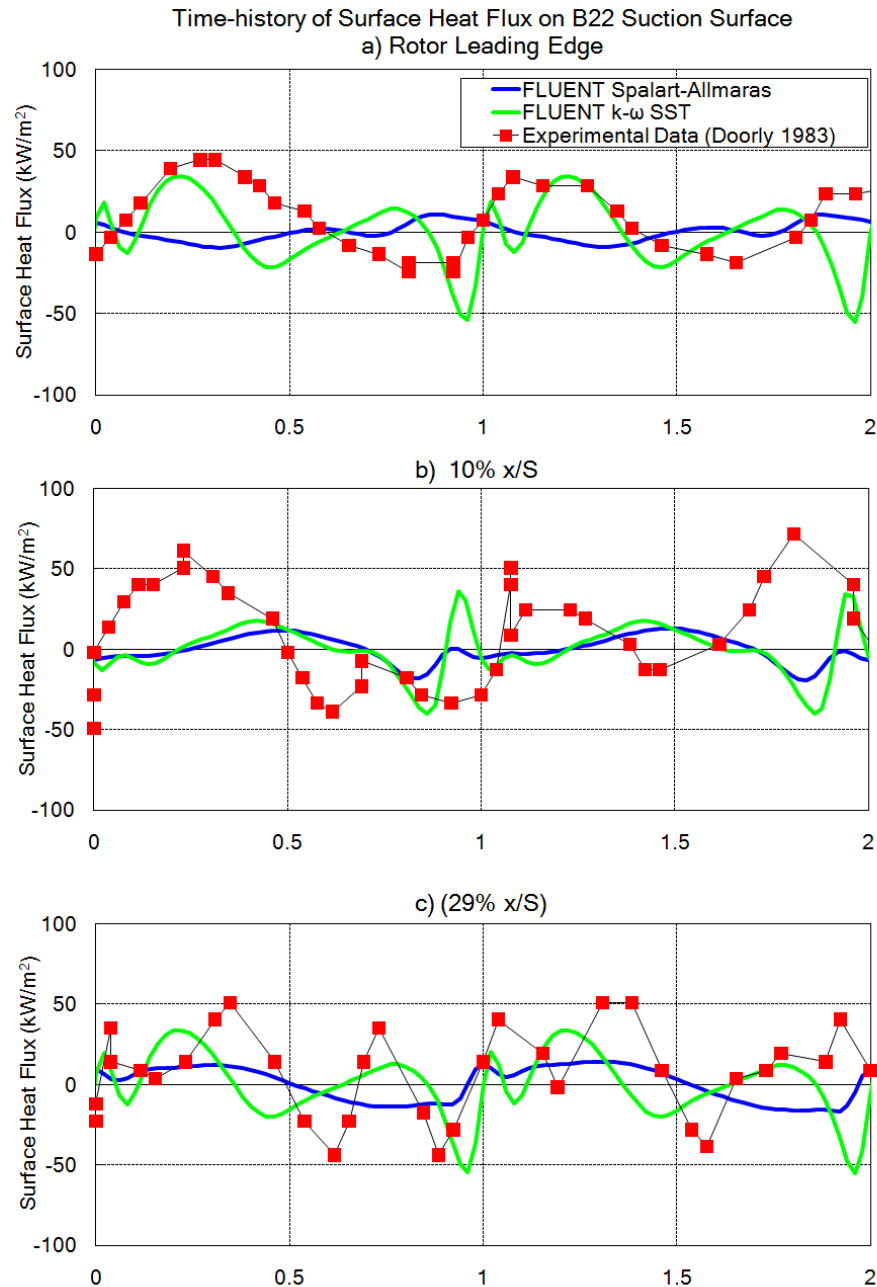 Time-history of Surface Heat Flux on B22 Suction Surface
a) Rotor Leading Edge
Surface Heat Flux (kW/m²)
100
50
0
-50
-100
FLUENT Spalart-Allmaras
FLUENT k-ω SST
Experimental Data (Doorly 1983)
0 0.5 1 1.5 2
b) 10% x/S
Surface Heat Flux (kW/m²)
100
50
0
-50
-100
0 0.5 1 1.5 2
c) (29% x/S)
Surface Heat Flux (kW/m²)
100
50
0
-50
-100
0 0.5 1 1.5 2